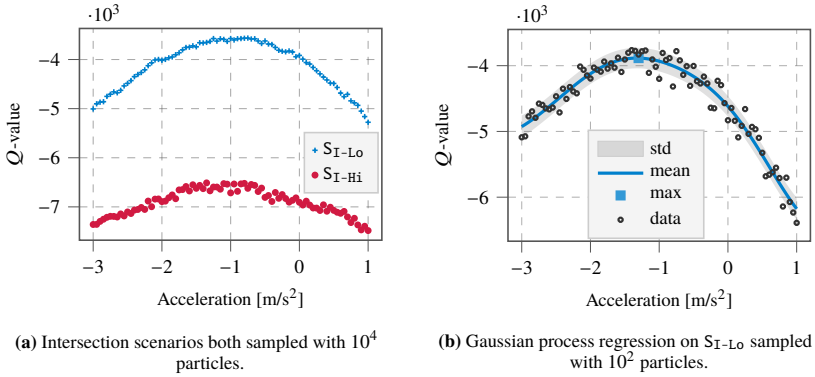 ·10³
−4
−5
−6
−7
Q-value
S_I-Lo
S_I-Hi
−3 −2 −1 0 1
Acceleration [m/s²]
(a) Intersection scenarios both sampled with 10⁴
particles.
·10³
−4
−5
−6
Q-value
std
mean
max
data
−3 −2 −1 0 1
Acceleration [m/s²]
(b) Gaussian process regression on S_I-Lo sampled
with 10² particles.